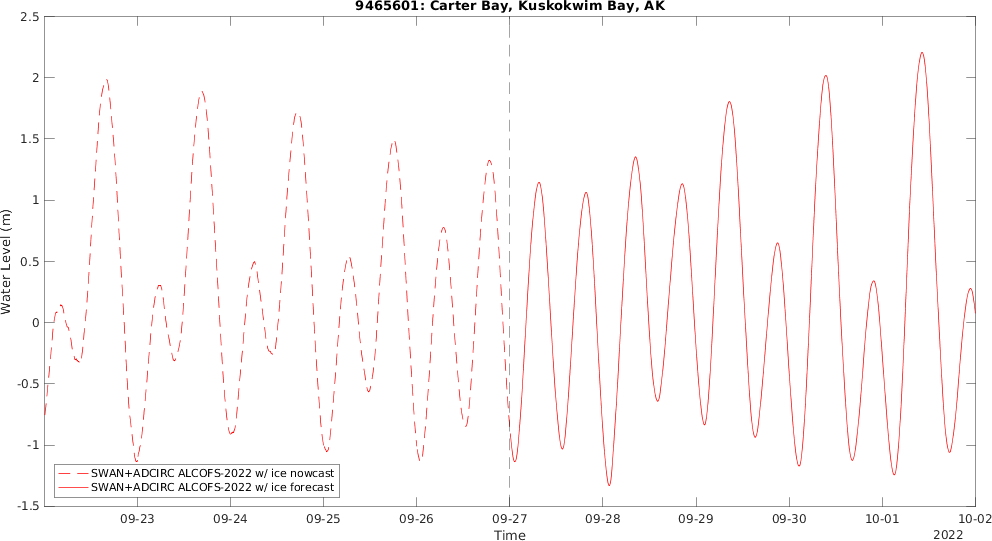 9465601: Carter Bay, Kuskokwim Bay, AK
2.5
2
1.5
1
0.5
0
-0.5
-1
-1.5
Water Level (m)
SWAN+ADCIRC ALCOFS-2022 w/ ice nowcast
SWAN+ADCIRC ALCOFS-2022 w/ ice forecast
09-23 09-24 09-25 09-26 09-27 09-28 09-29 09-30 10-01 10-02
Time
2022